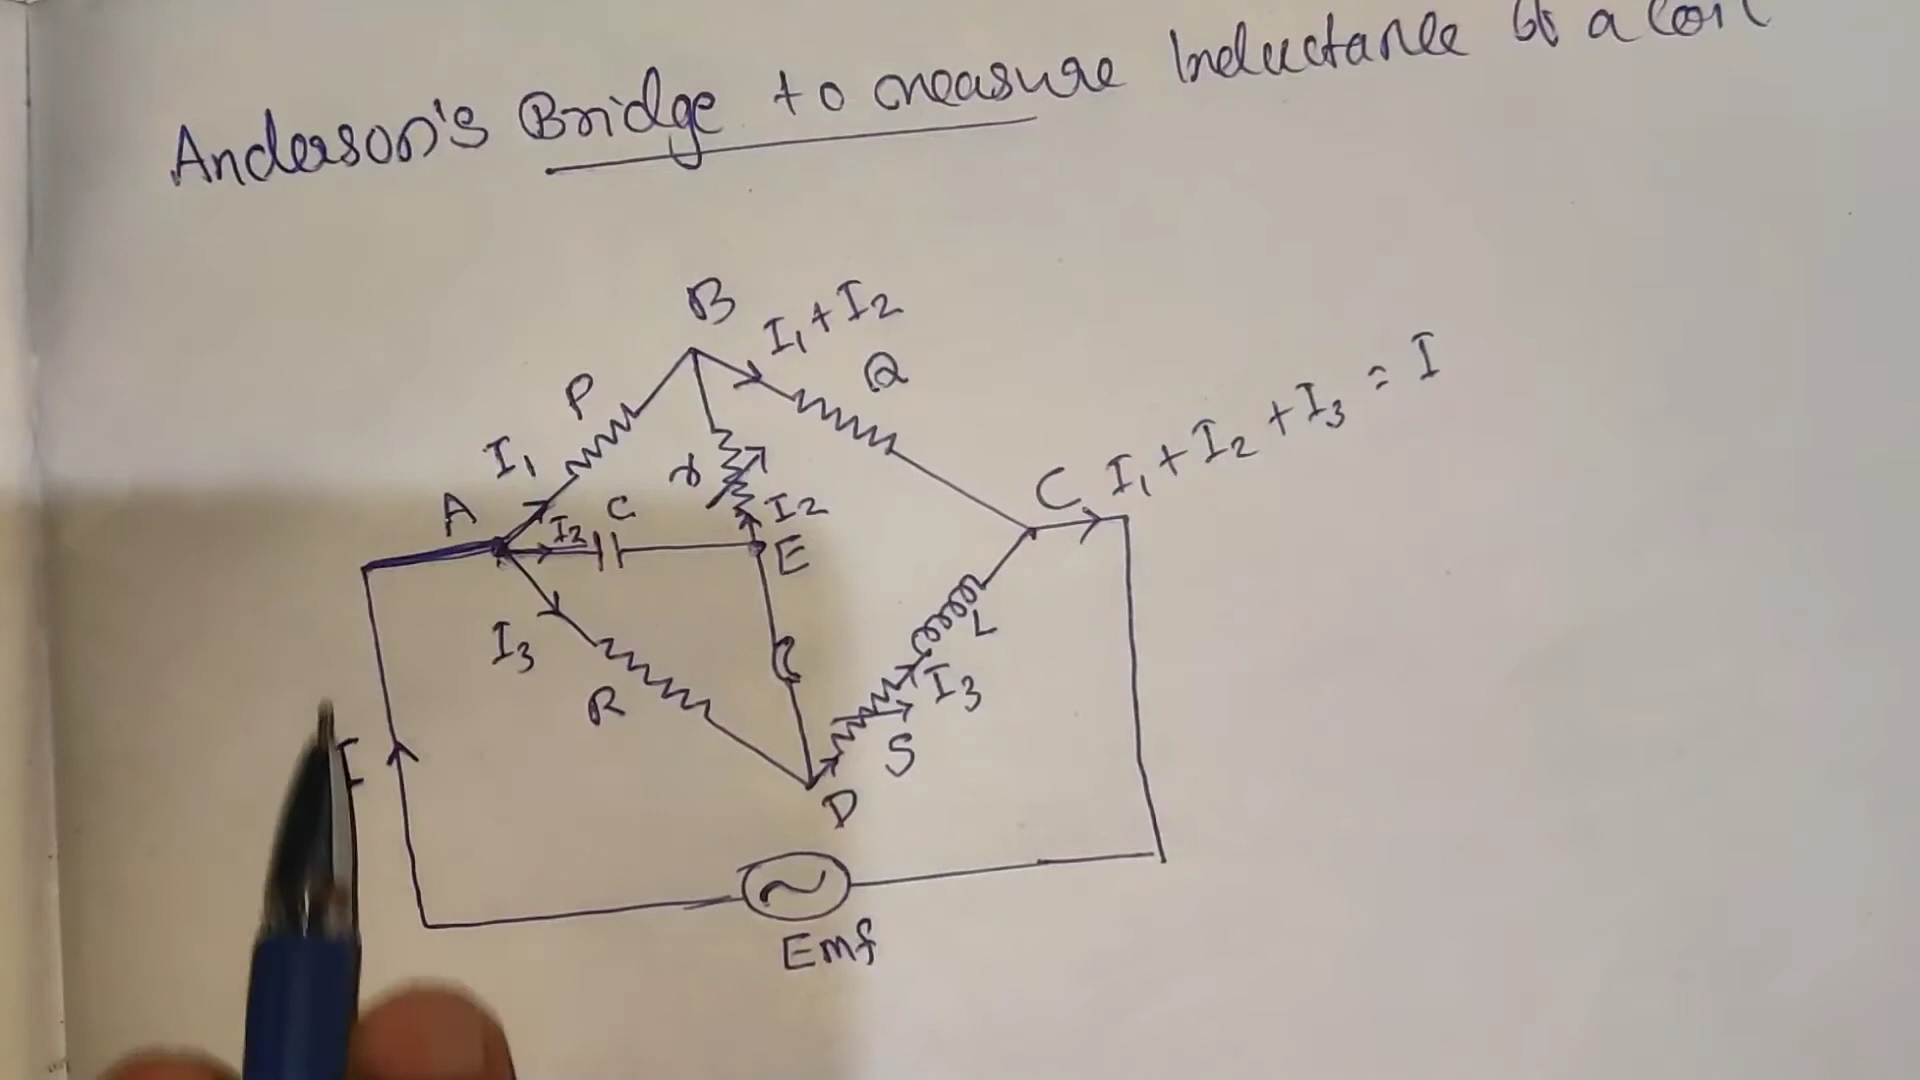 Anderson's Bridge to measure Inductance of a Coil
B
I₁ + I₂
P
Q
I₁
r
C
I₁ + I₂ + I₃ = I
A
I₂
C
I₂
E
I₃
L
R
I₃
S
I
D
Emf